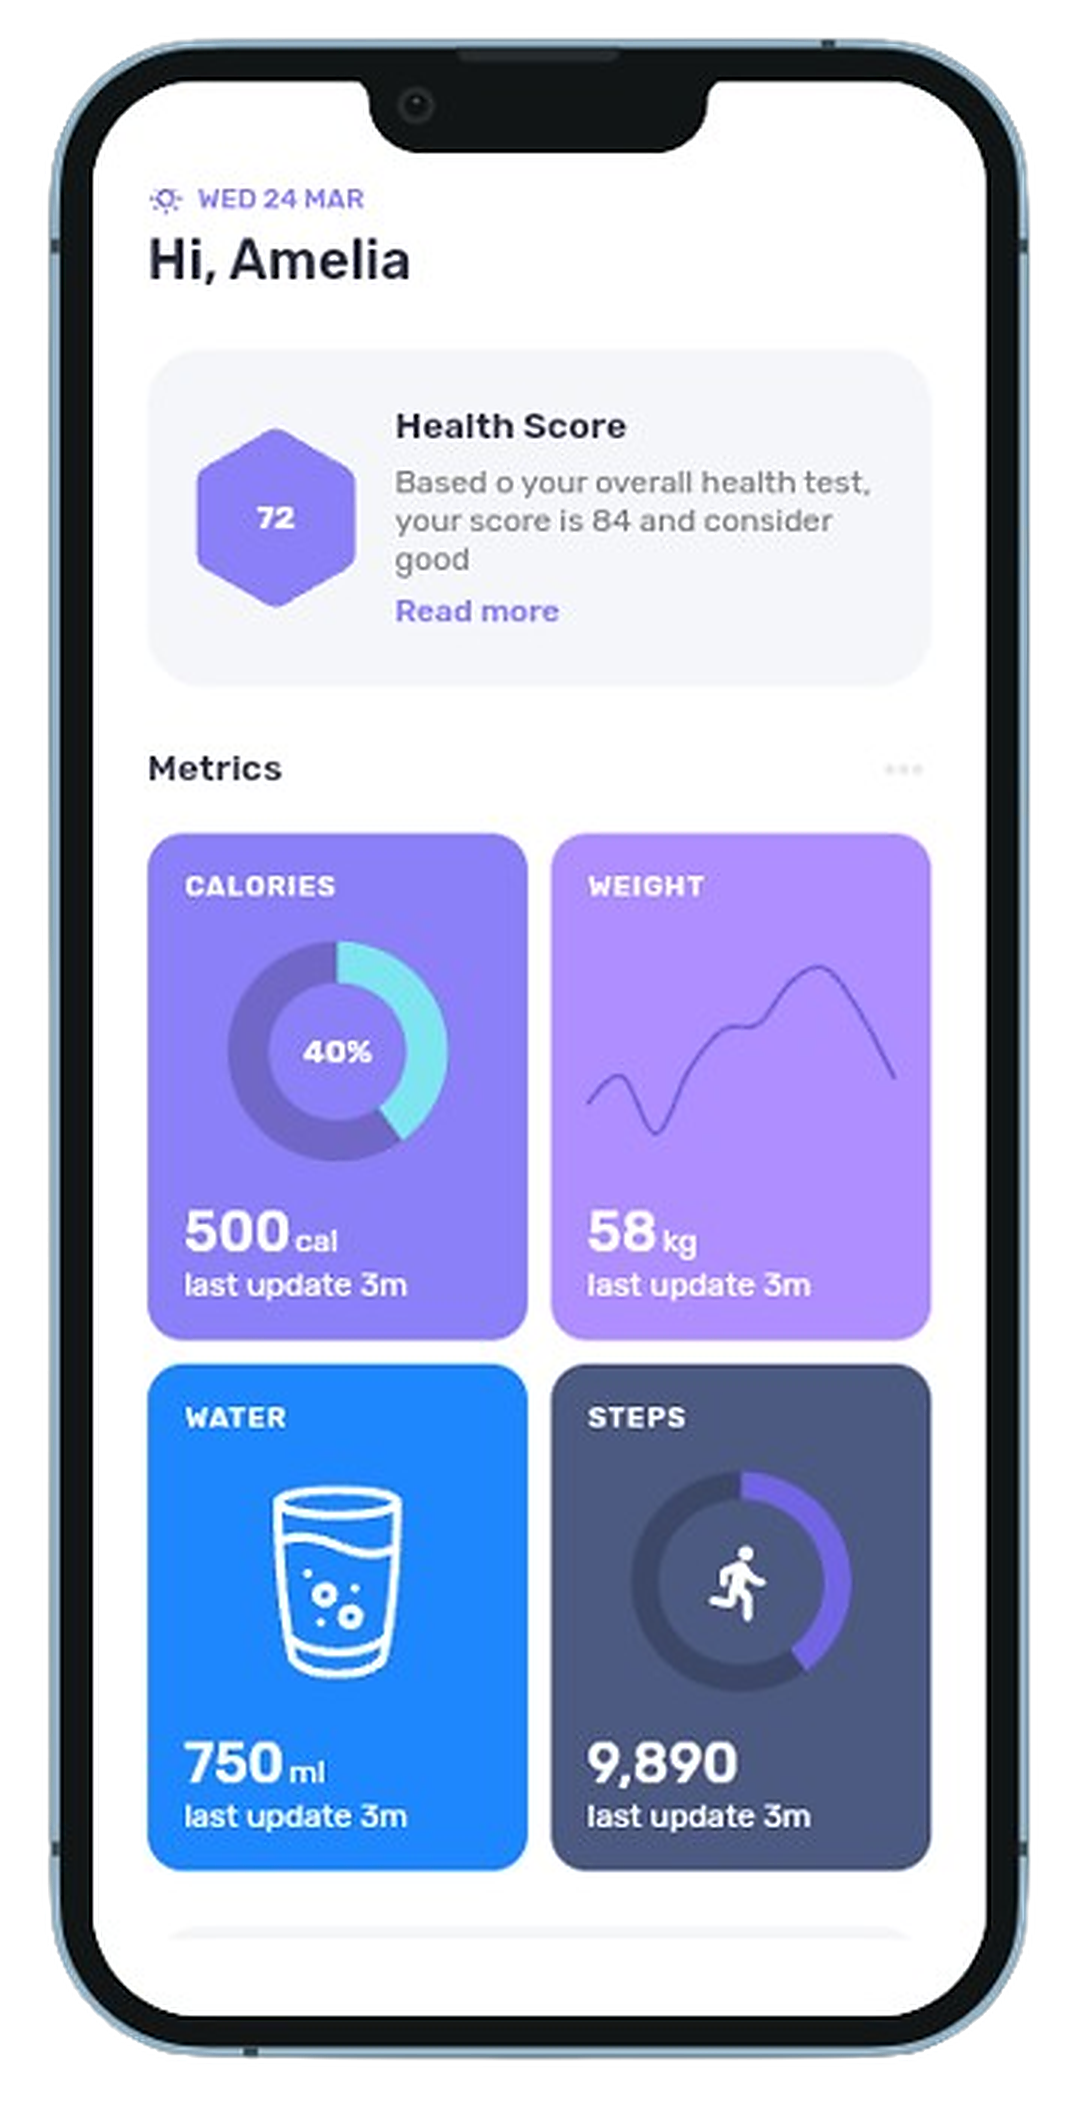 WED 24 MAR
Hi, Amelia
72
Health Score
Based o your overall health test,
your score is 84 and consider
good
Read more
Metrics
CALORIES
40%
500 cal
last update 3m
WEIGHT
58 kg
last update 3m
WATER
750 ml
last update 3m
STEPS
9,890
last update 3m